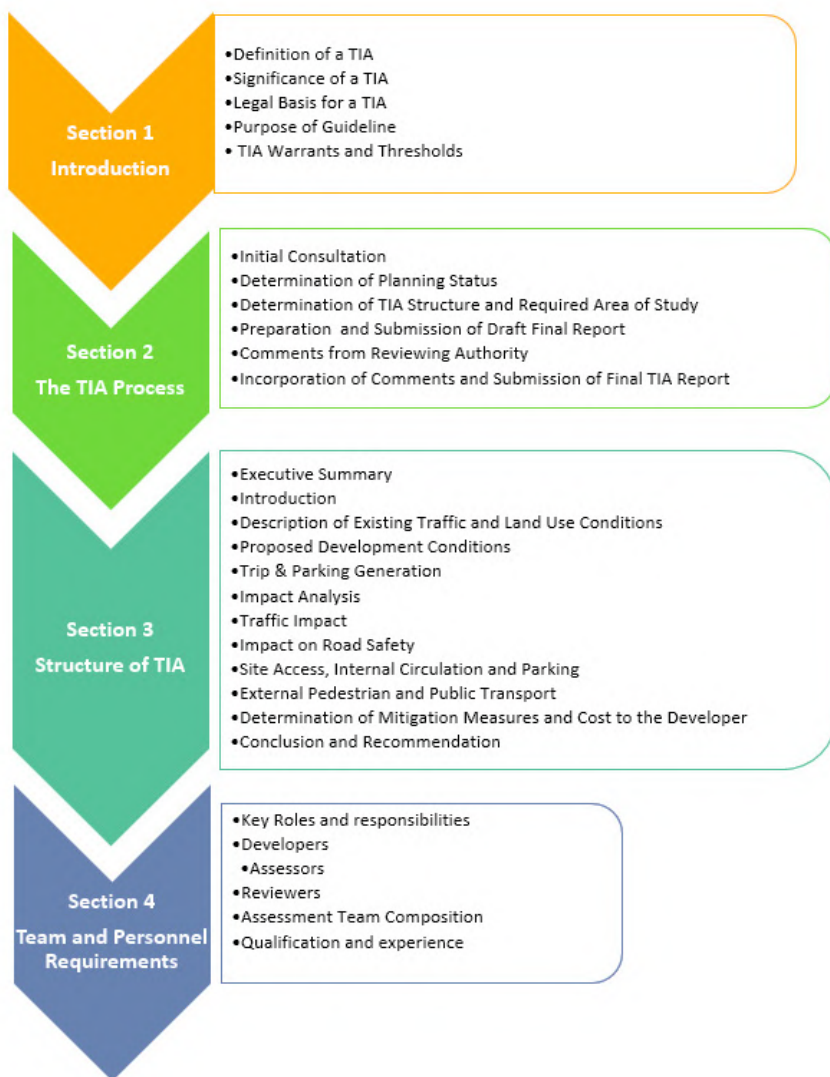 Section 1
Introduction
•Definition of a TIA
•Significance of a TIA
•Legal Basis for a TIA
•Purpose of Guideline
• TIA Warrants and Thresholds
Section 2
The TIA Process
•Initial Consultation
•Determination of Planning Status
•Determination of TIA Structure and Required Area of Study
•Preparation and Submission of Draft Final Report
•Comments from Reviewing Authority
•Incorporation of Comments and Submission of Final TIA Report
Section 3
Structure of TIA
•Executive Summary
•Introduction
•Description of Existing Traffic and Land Use Conditions
•Proposed Development Conditions
•Trip & Parking Generation
•Impact Analysis
•Traffic Impact
•Impact on Road Safety
•Site Access, Internal Circulation and Parking
•External Pedestrian and Public Transport
•Determination of Mitigation Measures and Cost to the Developer
•Conclusion and Recommendation
Section 4
Team and Personnel
Requirements
•Key Roles and responsibilities
•Developers
•Assessors
•Reviewers
•Assessment Team Composition
•Qualification and experience